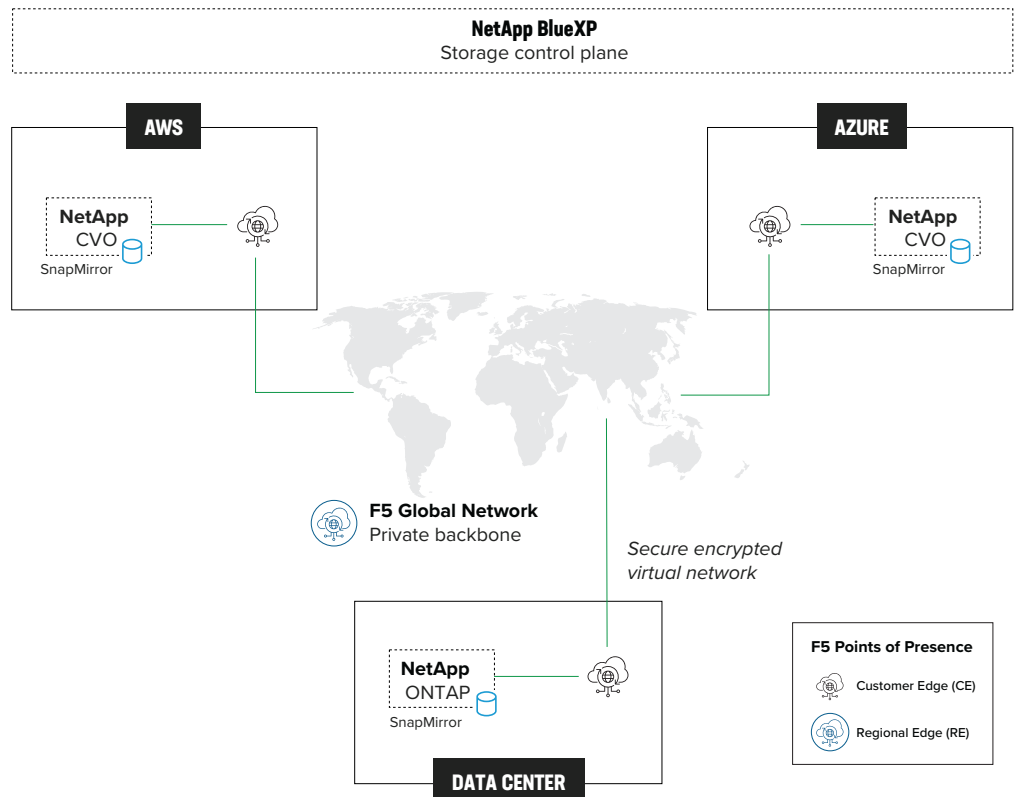 NetApp BlueXP
Storage control plane
AWS
AZURE
NetApp
CVO
SnapMirror
NetApp
CVO
SnapMirror
F5 Global Network
Private backbone
Secure encrypted
virtual network
NetApp
ONTAP
SnapMirror
DATA CENTER
F5 Points of Presence
Customer Edge (CE)
Regional Edge (RE)